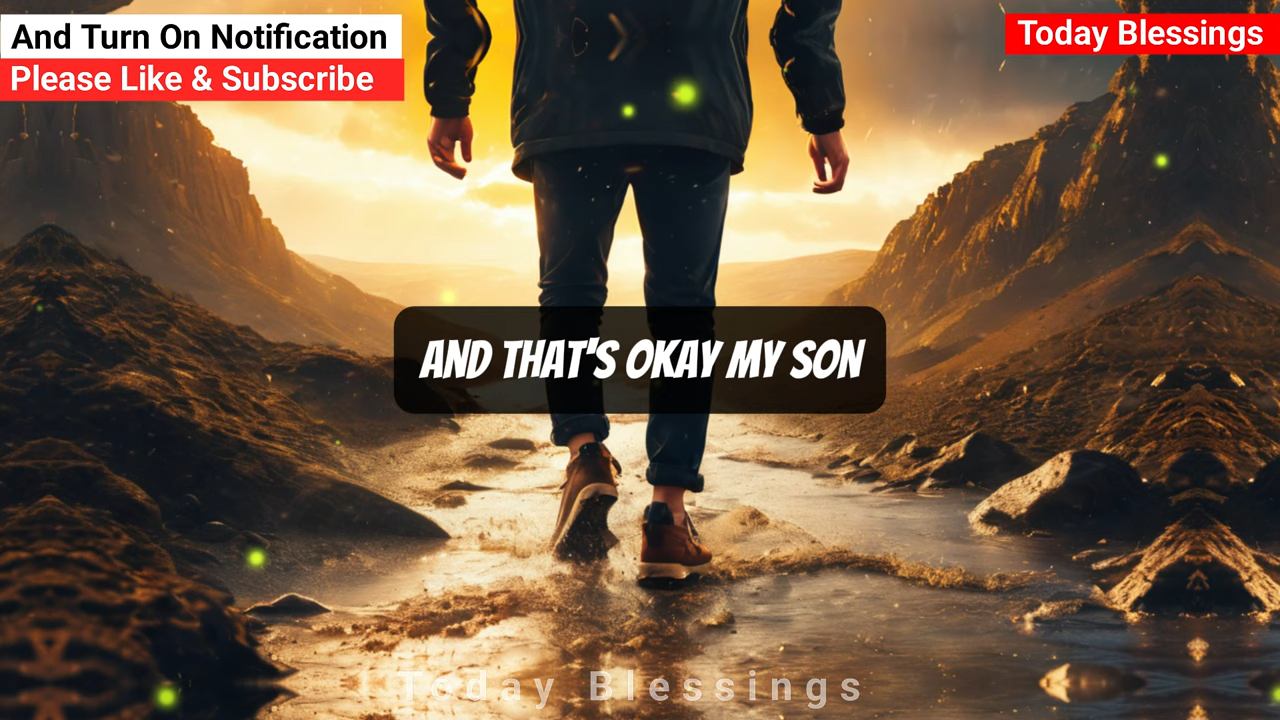 And Turn On Notification
Please Like & Subscribe
Today Blessings
AND THAT'S OKAY MY SON
Today Blessings